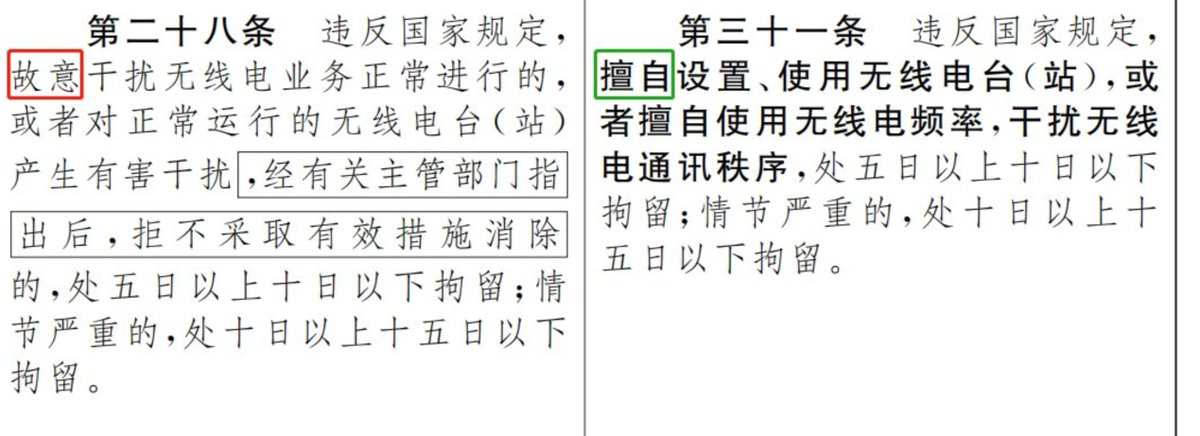 第二十八条 违反国家规定，
故意干扰无线电业务正常进行的，
或者对正常运行的无线电台（站）
产生有害干扰，经有关主管部门指
出后，拒不采取有效措施消除
的，处五日以上十日以下拘留；情
节严重的，处十日以上十五日以下
拘留。
第三十一条 违反国家规定，
擅自设置、使用无线电台（站），或
者擅自使用无线电频率，干扰无线
电通讯秩序，处五日以上十日以下
拘留；情节严重的，处十日以上十
五日以下拘留。